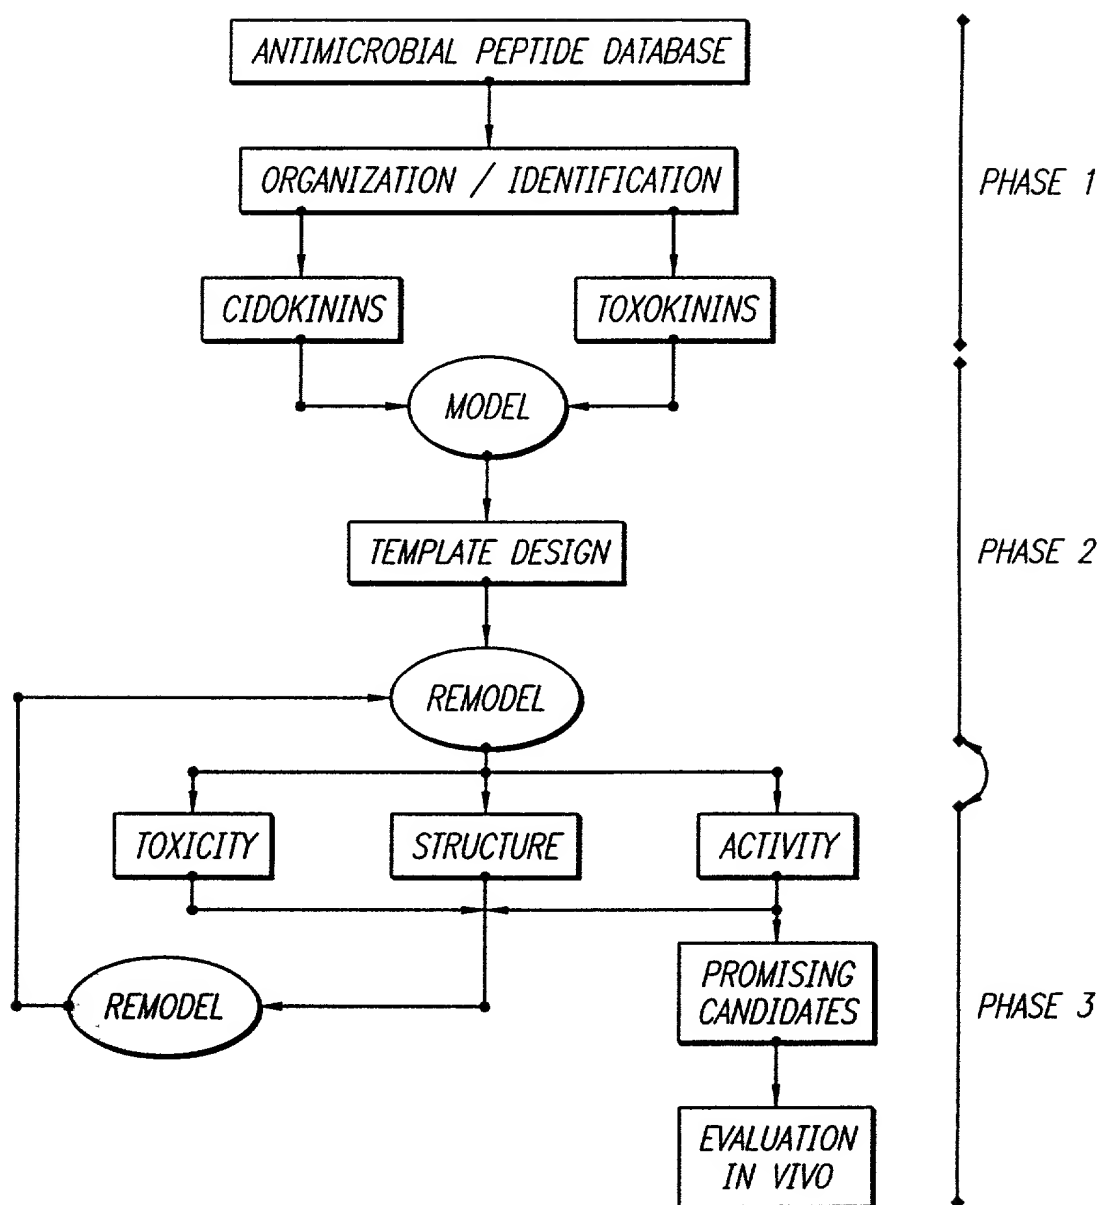 ANTIMICROBIAL PEPTIDE DATABASE
ORGANIZATION / IDENTIFICATION
PHASE 1
CIDOKININS
TOXOKININS
MODEL
TEMPLATE DESIGN
PHASE 2
REMODEL
TOXICITY
STRUCTURE
ACTIVITY
PROMISING
CANDIDATES
REMODEL
PHASE 3
EVALUATION
IN VIVO